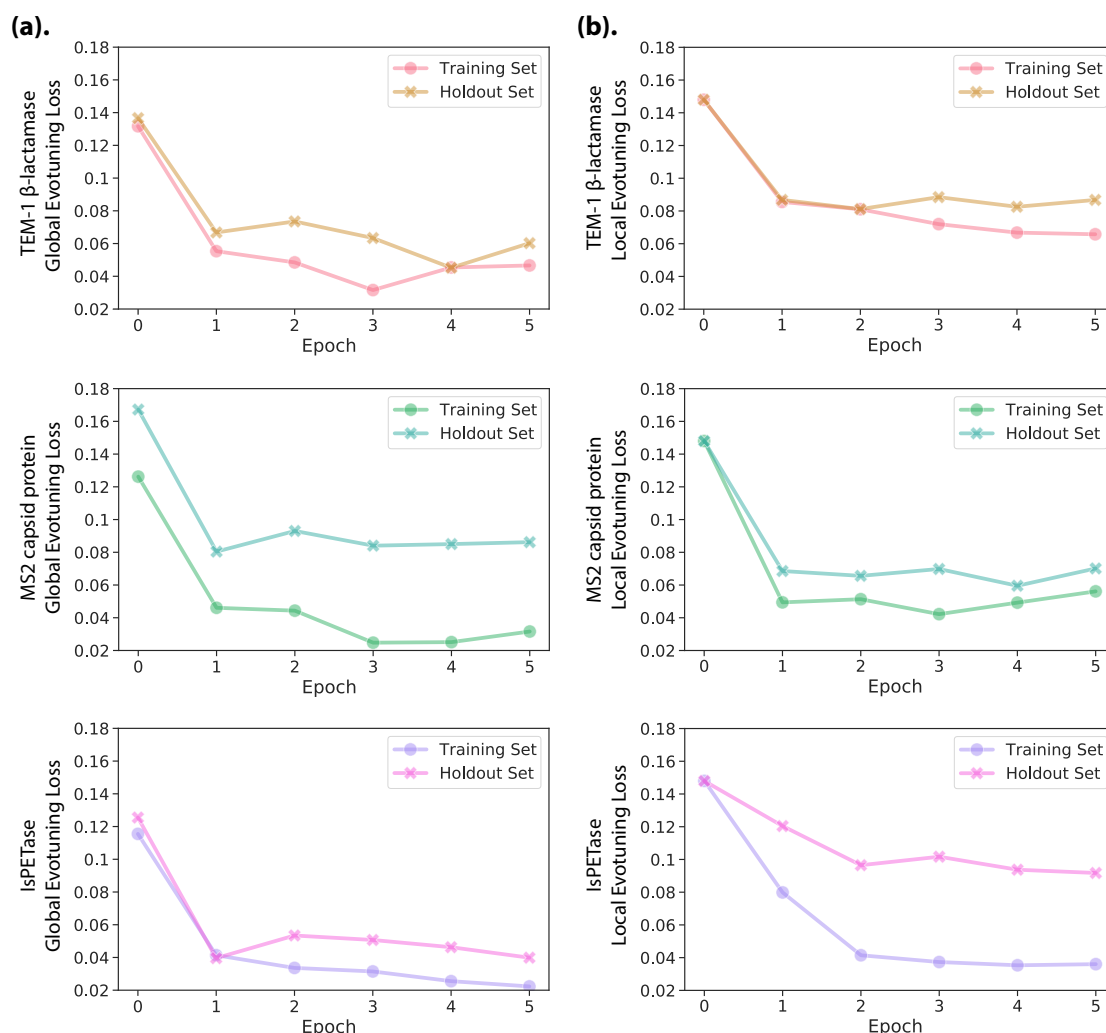 (a).
TEM-1 β-lactamase
Global Evotuning Loss
0.18
0.16
0.14
0.12
0.1
0.08
0.06
0.04
0.02
Training Set
Holdout Set
0 1 2 3 4 5
Epoch
(b).
TEM-1 β-lactamase
Local Evotuning Loss
0.18
0.16
0.14
0.12
0.1
0.08
0.06
0.04
0.02
Training Set
Holdout Set
0 1 2 3 4 5
Epoch
MS2 capsid protein
Global Evotuning Loss
0.18
0.16
0.14
0.12
0.1
0.08
0.06
0.04
0.02
Training Set
Holdout Set
0 1 2 3 4 5
Epoch
MS2 capsid protein
Local Evotuning Loss
0.18
0.16
0.14
0.12
0.1
0.08
0.06
0.04
0.02
Training Set
Holdout Set
0 1 2 3 4 5
Epoch
IsPETase
Global Evotuning Loss
0.18
0.16
0.14
0.12
0.1
0.08
0.06
0.04
0.02
Training Set
Holdout Set
0 1 2 3 4 5
Epoch
IsPETase
Local Evotuning Loss
0.18
0.16
0.14
0.12
0.1
0.08
0.06
0.04
0.02
Training Set
Holdout Set
0 1 2 3 4 5
Epoch